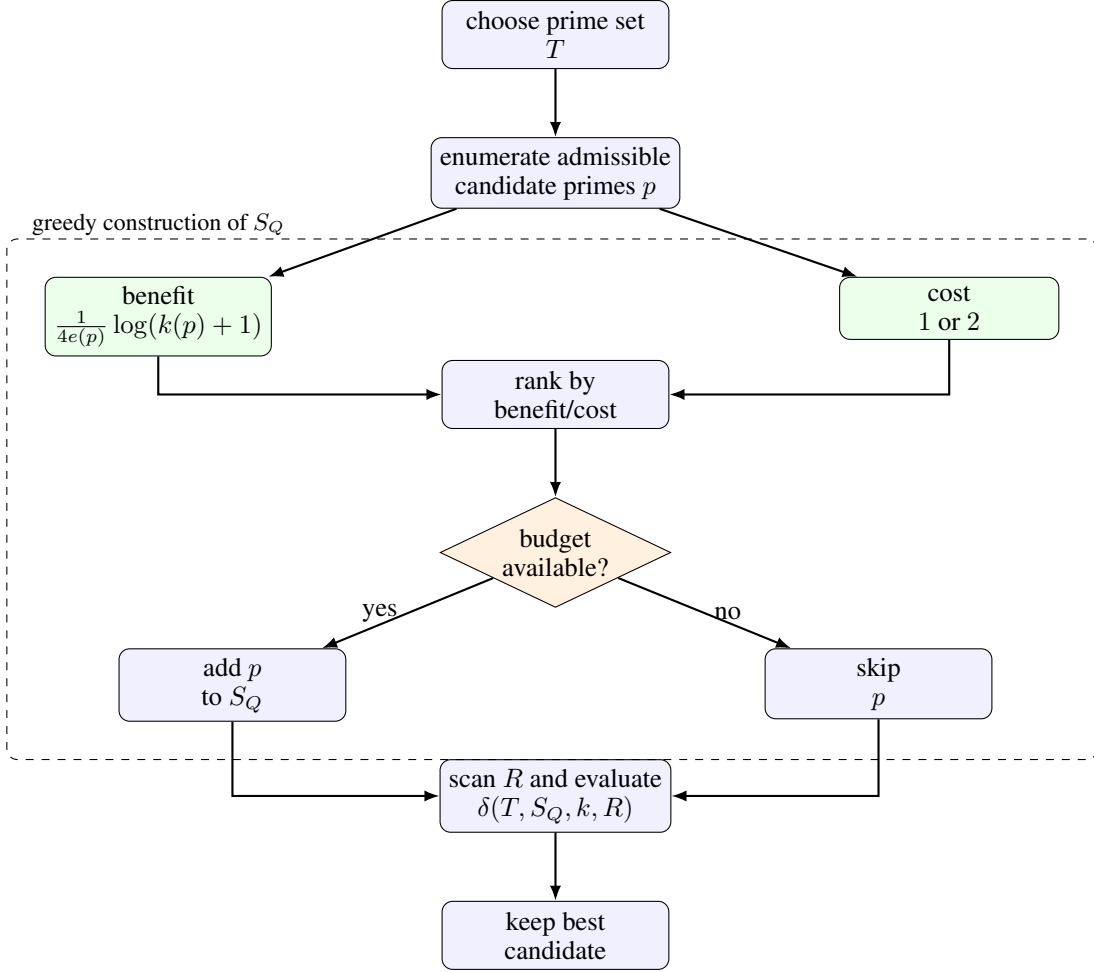 choose prime set
T
enumerate admissible
candidate primes p
greedy construction of S_Q
benefit
1/4e(p) log(k(p) + 1)
cost
1 or 2
rank by
benefit/cost
budget
available?
yes
no
add p
to S_Q
skip
p
scan R and evaluate
δ(T, S_Q, k, R)
keep best
candidate